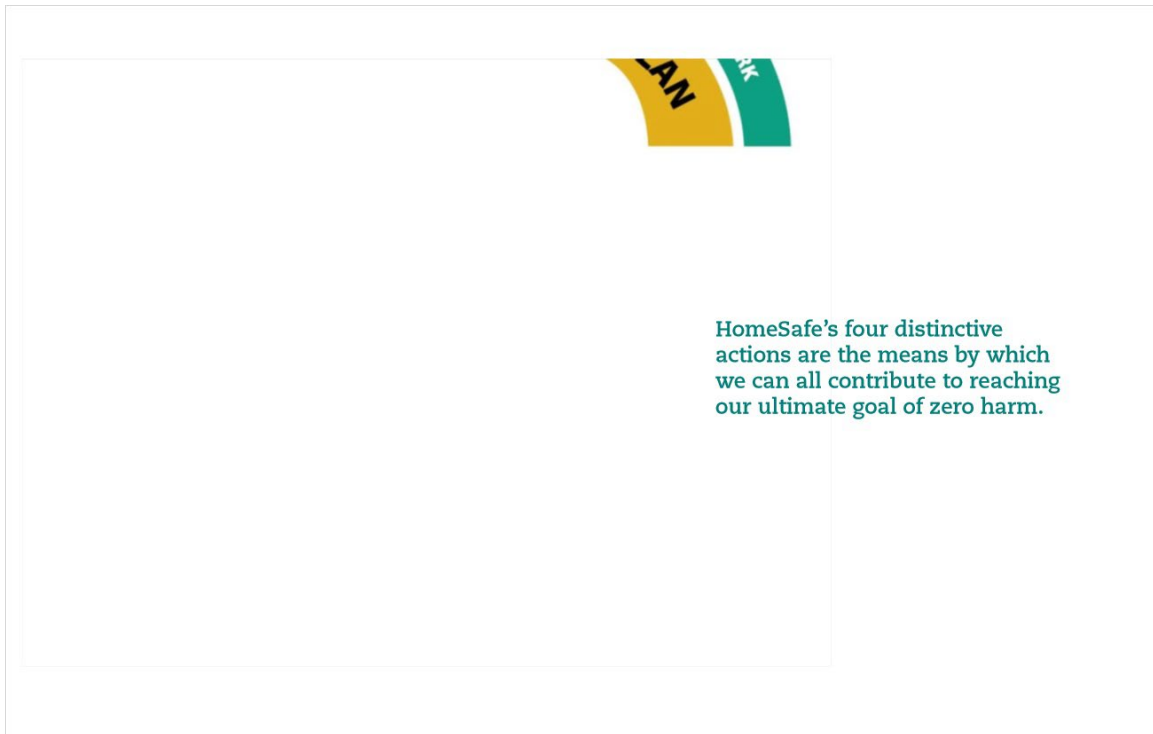 HomeSafe’s four distinctive
actions are the means by which
we can all contribute to reaching
our ultimate goal of zero harm.